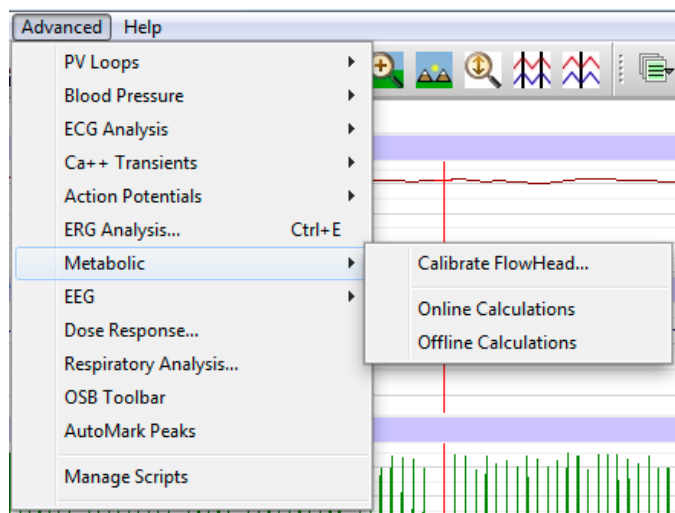 Advanced Help
PV Loops
Blood Pressure
ECG Analysis
Ca++ Transients
Action Potentials
ERG Analysis... Ctrl+E
Metabolic
EEG
Dose Response...
Respiratory Analysis...
OSB Toolbar
AutoMark Peaks
Manage Scripts
Calibrate FlowHead...
Online Calculations
Offline Calculations